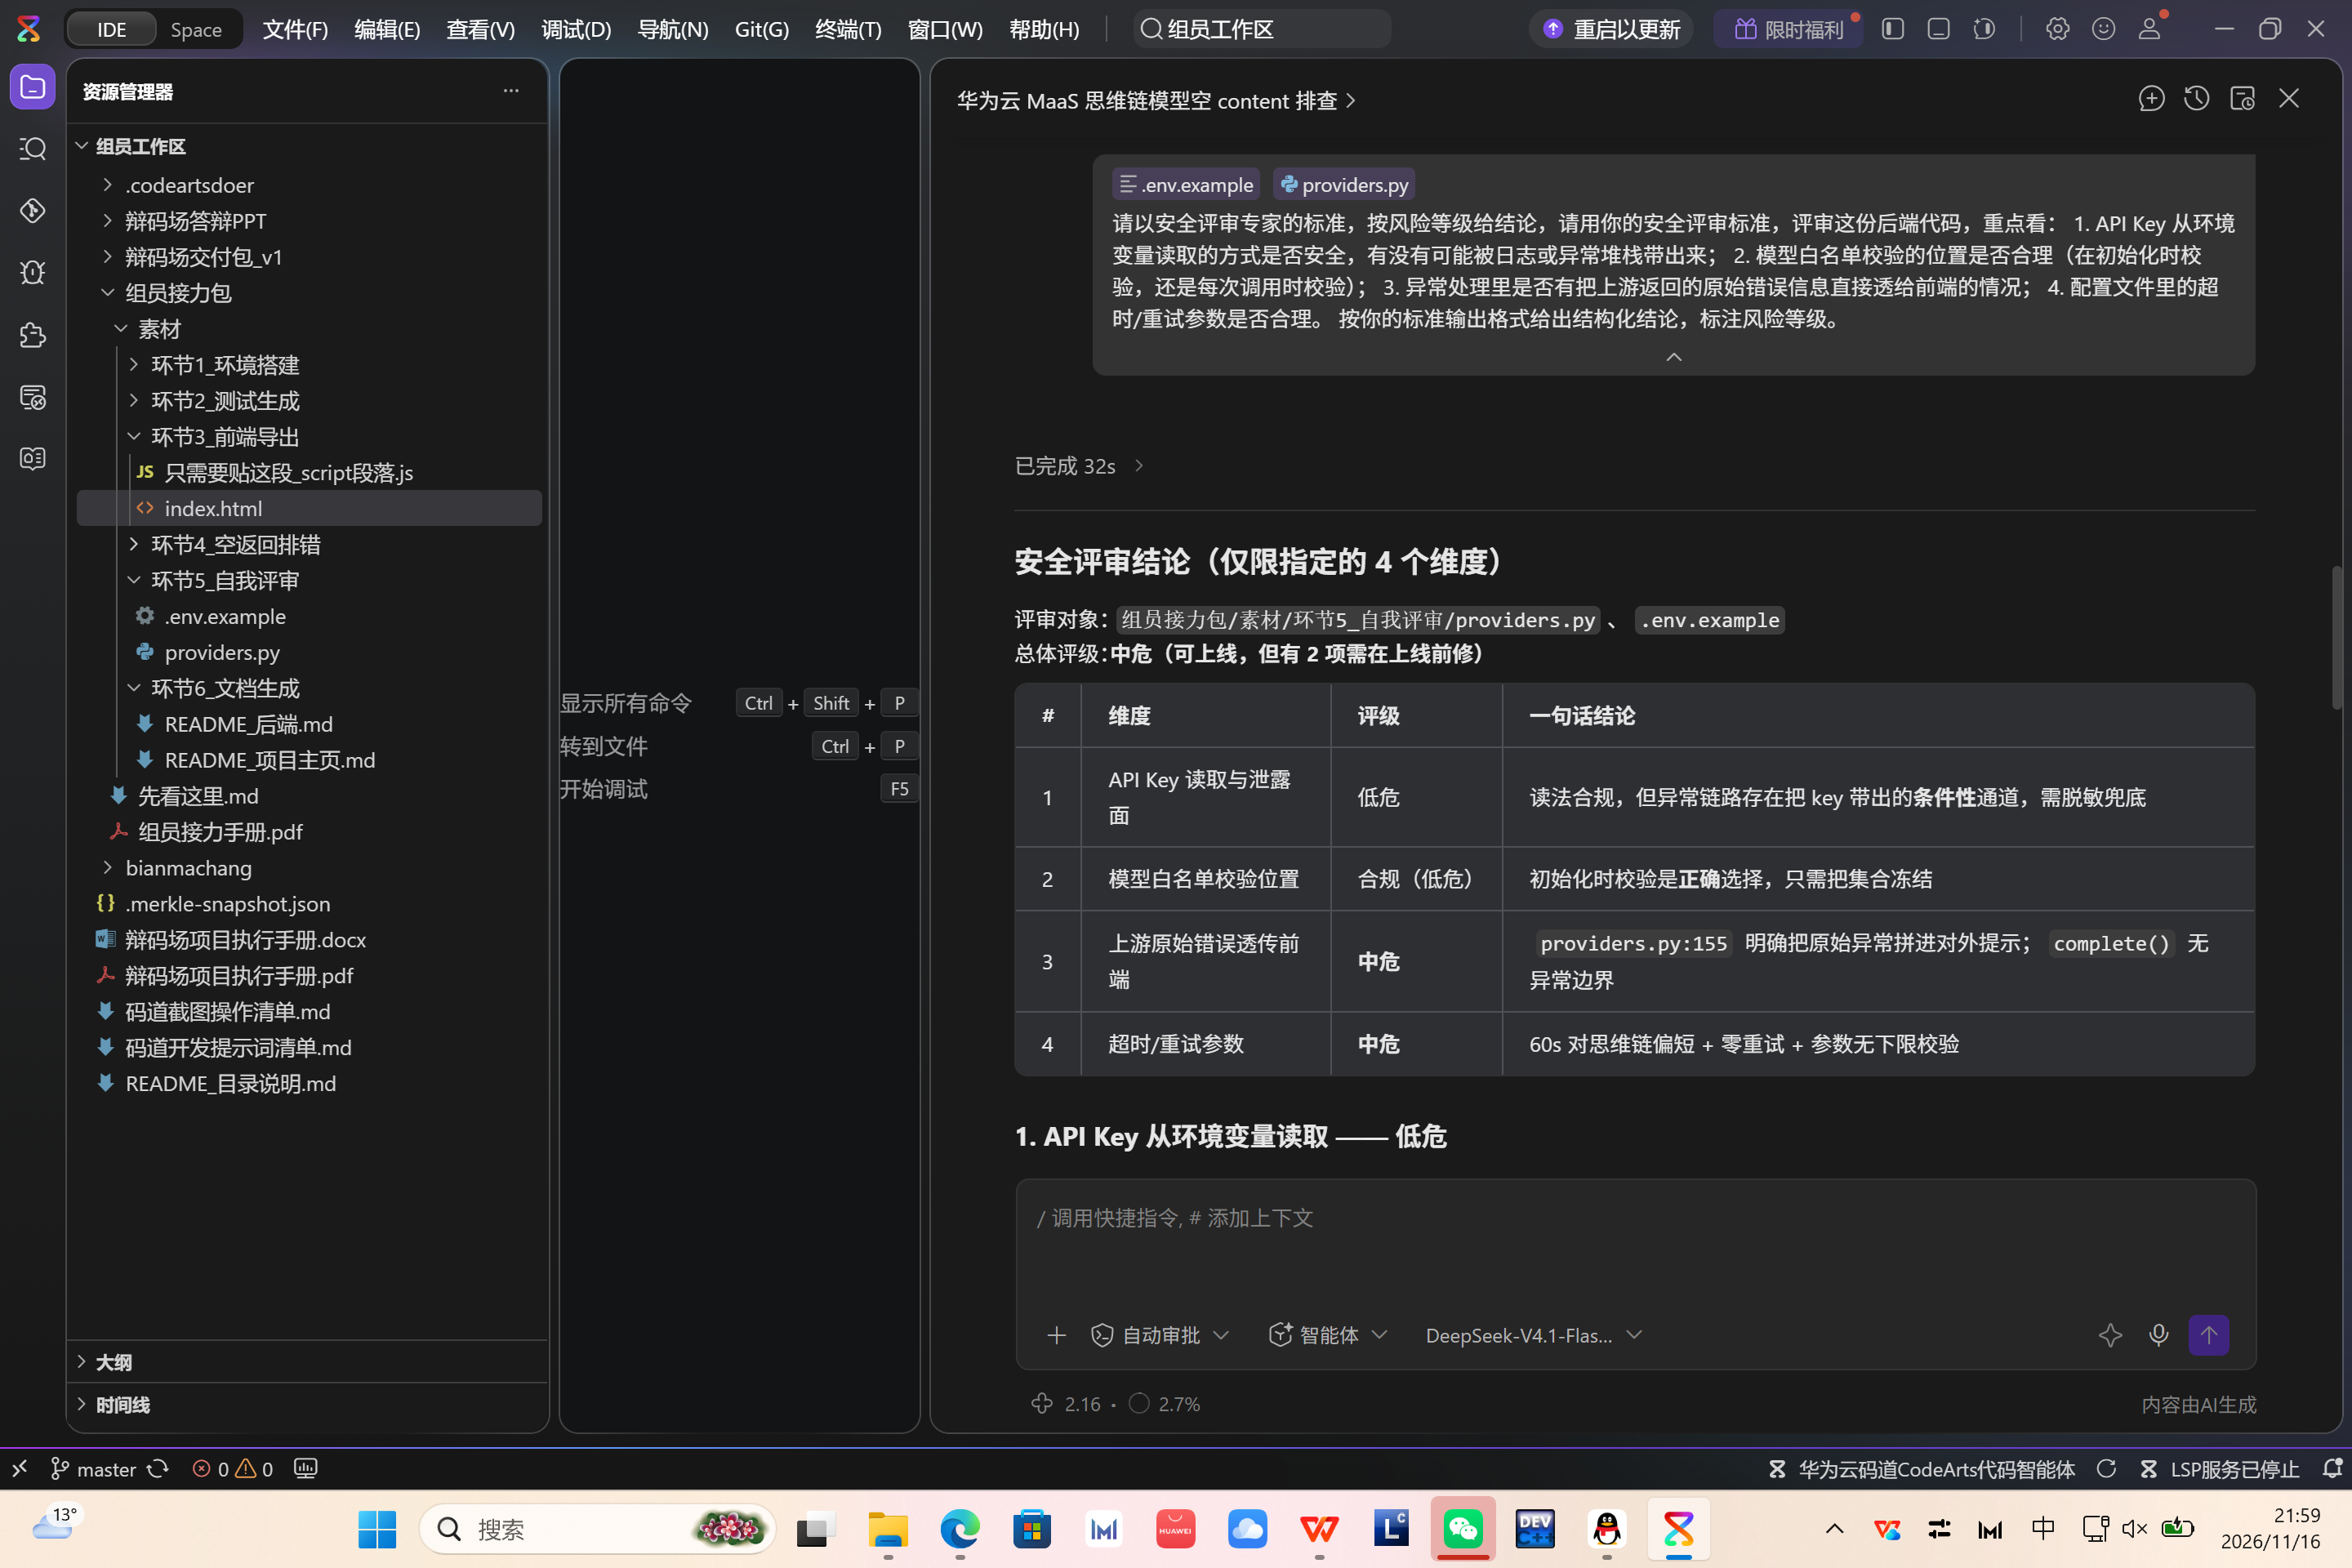 IDE Space 文件(F) 编辑(E) 查看(V) 调试(D) 导航(N) Git(G) 终端(T) 窗口(W) 帮助(H) 组员工作区 重启以更新 限时福利
资源管理器
组员工作区
.codeartsdoer
辩码场答辩PPT
辩码场交付包_v1
组员接力包
素材
环节1_环境搭建
环节2_测试生成
环节3_前端导出
JS 只需要贴这段_script段落.js
index.html
环节4_空返回排错
环节5_自我评审
.env.example
providers.py
环节6_文档生成
README_后端.md
README_项目主页.md
先看这里.md
组员接力手册.pdf
bianmachang
.merkle-snapshot.json
辩码场项目执行手册.docx
辩码场项目执行手册.pdf
码道截图操作清单.md
码道开发提示词清单.md
README_目录说明.md
大纲
时间线
显示所有命令 Ctrl + Shift + P
转到文件 Ctrl + P
开始调试 F5
华为云 MaaS 思维链模型空 content 排查
.env.example providers.py
请以安全评审专家的标准，按风险等级给结论，请用你的安全评审标准，评审这份后端代码，重点看： 1. API Key 从环
境变量读取的方式是否安全，有没有可能被日志或异常堆栈带出来； 2. 模型白名单校验的位置是否合理（在初始化时校
验，还是每次调用时校验）； 3. 异常处理里是否有把上游返回的原始错误信息直接透给前端的情况； 4. 配置文件里的超
时/重试参数是否合理。 按你的标准输出格式给出结构化结论，标注风险等级。
已完成 32s
安全评审结论（仅限指定的 4 个维度）
评审对象： 组员接力包/素材/环节5_自我评审/providers.py 、 .env.example
总体评级：中危（可上线，但有 2 项需在上线前修）
# 维度 评级 一句话结论
1 API Key 读取与泄露面 低危 读法合规，但异常链路存在把 key 带出的条件性通道，需脱敏兜底
2 模型白名单校验位置 合规（低危） 初始化时校验是正确选择，只需把集合冻结
3 上游原始错误透传前端 中危 providers.py:155 明确把原始异常拼进对外提示； complete() 无
异常边界
4 超时/重试参数 中危 60s 对思维链偏短 + 零重试 + 参数无下限校验
1. API Key 从环境变量读取 —— 低危
/ 调用快捷指令, # 添加上下文
自动审批 智能体 DeepSeek-V4.1-Flas...
2.16 · 2.7% 内容由AI生成
master 0 0 华为云码道CodeArts代码智能体 LSP服务已停止
13° 搜索 HUAWEI LC DEV C++ 中 21:59
2026/11/16